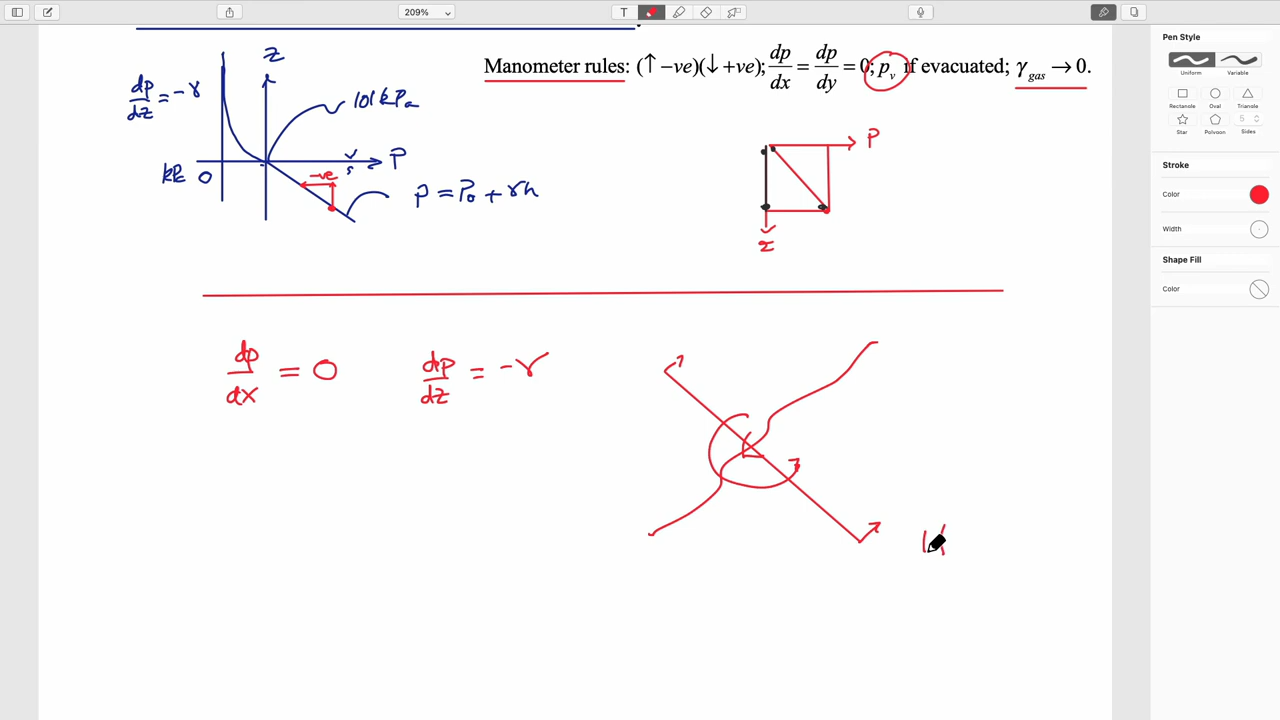 209%
T
Pen Style
Uniform
Variable
Rectangle
Oval
Triangle
Star
Polygon
5
Sides
Stroke
Color
Width
Shape Fill
Color
Manometer rules: (↑ −ve)(↓ +ve); dp/dx = dp/dy = 0; p_v if evacuated; γ_gas → 0.
z
dp/dz = −γ
101 kPa
P
kPa 0
−ve
p = P₀ + γh
P
z
dp/dx = 0
dp/dz = −γ